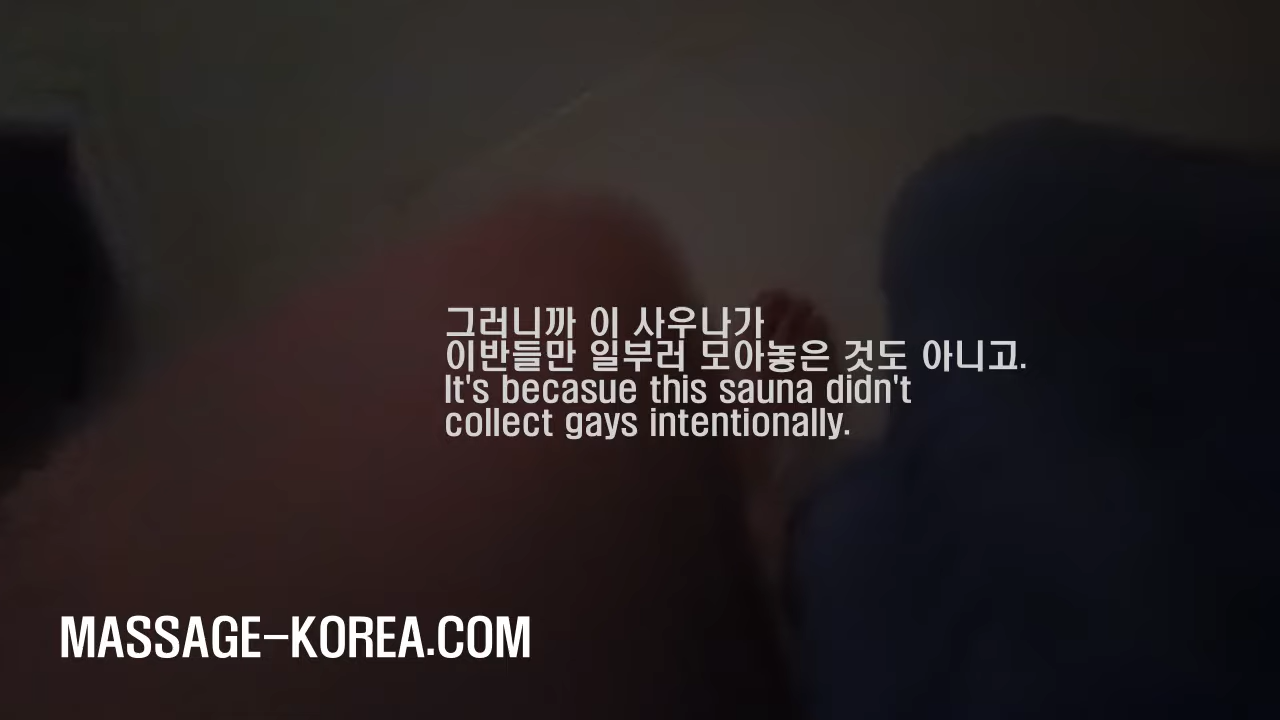 그러니까 이 사우나가
이반들만 일부러 모아놓은 것도 아니고.
It's becasue this sauna didn't
collect gays intentionally.
MASSAGE-KOREA.COM